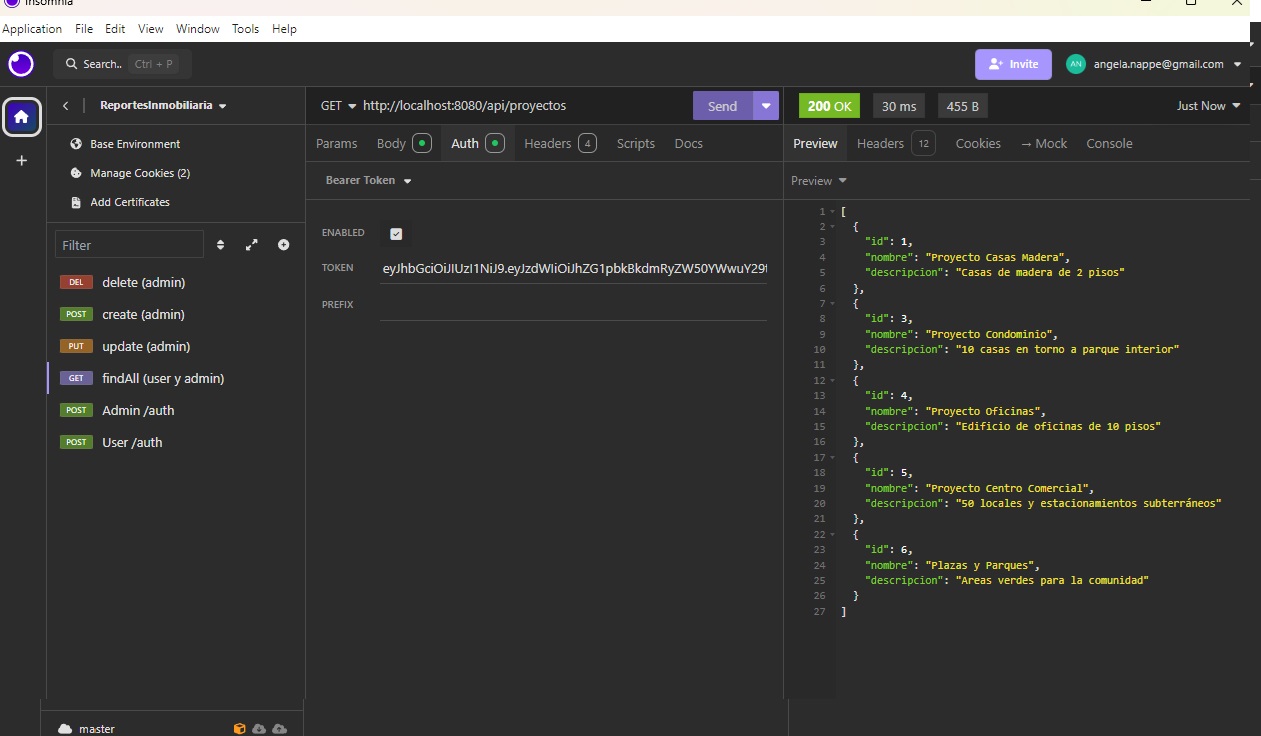 Insomnia
Application File Edit View Window Tools Help
Search.. Ctrl + P
Invite
AN angela.nappe@gmail.com
ReportesInmobiliaria
GET http://localhost:8080/api/proyectos
Send
200 OK 30 ms 455 B
Just Now
Base Environment
Manage Cookies (2)
Add Certificates
Filter
DEL delete (admin)
POST create (admin)
PUT update (admin)
GET findAll (user y admin)
POST Admin /auth
POST User /auth
master
Params Body Auth Headers 4 Scripts Docs
Bearer Token
ENABLED
TOKEN
PREFIX
Preview Headers 12 Cookies → Mock Console
Preview
1 [
2 {
3 "id": 1,
4 "nombre": "Proyecto Casas Madera",
5 "descripcion": "Casas de madera de 2 pisos"
6 },
7 {
8 "id": 3,
9 "nombre": "Proyecto Condominio",
10 "descripcion": "10 casas en torno a parque interior"
11 },
12 {
13 "id": 4,
14 "nombre": "Proyecto Oficinas",
15 "descripcion": "Edificio de oficinas de 10 pisos"
16 },
17 {
18 "id": 5,
19 "nombre": "Proyecto Centro Comercial",
20 "descripcion": "50 locales y estacionamientos subterráneos"
21 },
22 {
23 "id": 6,
24 "nombre": "Plazas y Parques",
25 "descripcion": "Areas verdes para la comunidad"
26 }
27 ]